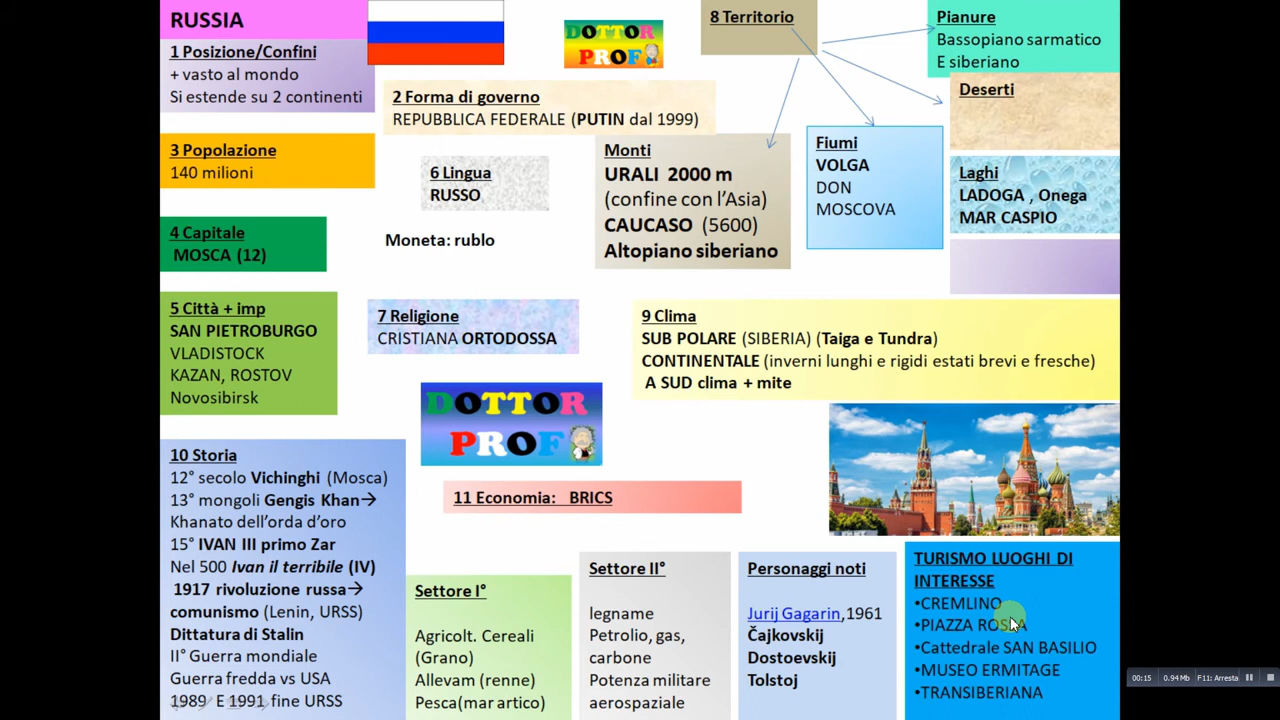 RUSSIA
1 Posizione/Confini
+ vasto al mondo
Si estende su 2 continenti
DOTTOR
PROF
2 Forma di governo
REPUBBLICA FEDERALE (PUTIN dal 1999)
3 Popolazione
140 milioni
4 Capitale
MOSCA (12)
5 Città + imp
SAN PIETROBURGO
VLADISTOCK
KAZAN, ROSTOV
Novosibirsk
6 Lingua
RUSSO
Moneta: rublo
7 Religione
CRISTIANA ORTODOSSA
8 Territorio
Pianure
Bassopiano sarmatico
E siberiano
Deserti
Monti
URALI 2000 m
(confine con l'Asia)
CAUCASO (5600)
Altopiano siberiano
Fiumi
VOLGA
DON
MOSCOVA
Laghi
LADOGA , Onega
MAR CASPIO
9 Clima
SUB POLARE (SIBERIA) (Taiga e Tundra)
CONTINENTALE (inverni lunghi e rigidi estati brevi e fresche)
A SUD clima + mite
DOTTOR
PROF
10 Storia
12° secolo Vichinghi (Mosca)
13° mongoli Gengis Khan→
Khanato dell'orda d'oro
15° IVAN III primo Zar
Nel 500 Ivan il terribile (IV)
1917 rivoluzione russa→
comunismo (Lenin, URSS)
Dittatura di Stalin
II° Guerra mondiale
Guerra fredda vs USA
1989 E 1991 fine URSS
11 Economia: BRICS
Settore I°
Agricolt. Cereali
(Grano)
Allevam (renne)
Pesca(mar artico)
Settore II°
legname
Petrolio, gas,
carbone
Potenza militare
aerospaziale
Personaggi noti
Jurij Gagarin,1961
Čajkovskij
Dostoevskij
Tolstoj
TURISMO LUOGHI DI
INTERESSE
•CREMLINO
•PIAZZA ROSSA
•Cattedrale SAN BASILIO
•MUSEO ERMITAGE
•TRANSIBERIANA
00:15 0.94 Mb F11: Arresta